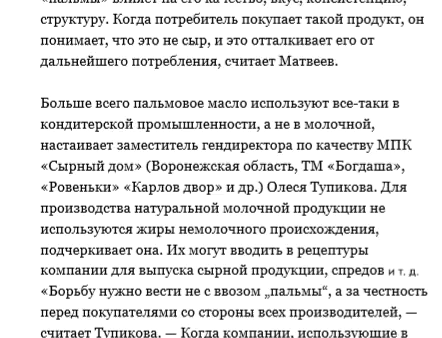 «пальмы» влияет на его качество, вкус, консистенцию,
структуру. Когда потребитель покупает такой продукт, он
понимает, что это не сыр, и это отталкивает его от
дальнейшего потребления, считает Матвеев.
Больше всего пальмовое масло используют все-таки в
кондитерской промышленности, а не в молочной,
настаивает заместитель гендиректора по качеству МПК
«Сырный дом» (Воронежская область, ТМ «Богдаша»,
«Ровеньки» «Карлов двор» и др.) Олеся Тупикова. Для
производства натуральной молочной продукции не
используются жиры немолочного происхождения,
подчеркивает она. Их могут вводить в рецептуры
компании для выпуска сырной продукции, спредов и т. д.
«Борьбу нужно вести не с ввозом „пальмы“, а за честность
перед покупателями со стороны всех производителей, —
считает Тупикова. — Когда компании, использующие в